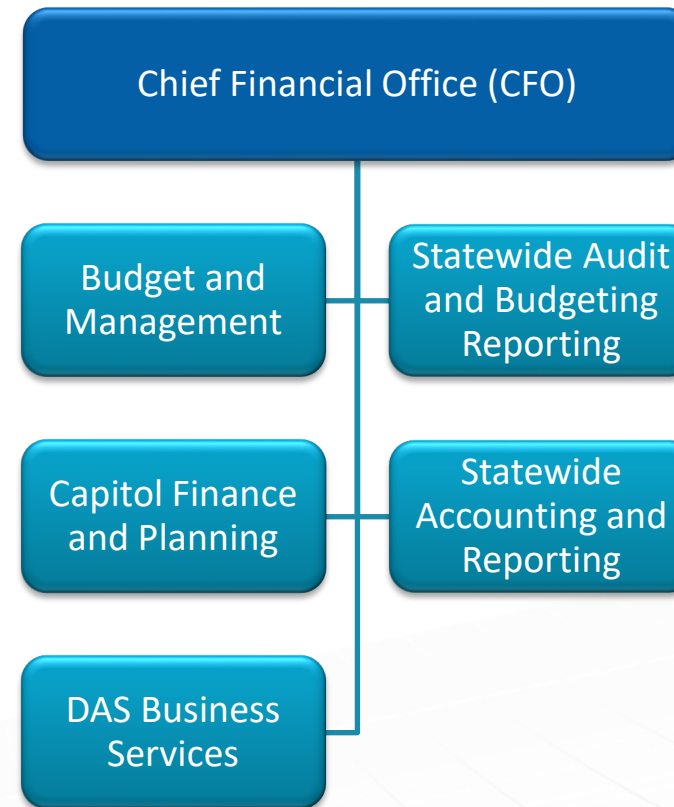 Chief Financial Office (CFO)
Budget and
Management
Statewide Audit
and Budgeting
Reporting
Capitol Finance
and Planning
Statewide
Accounting and
Reporting
DAS Business
Services